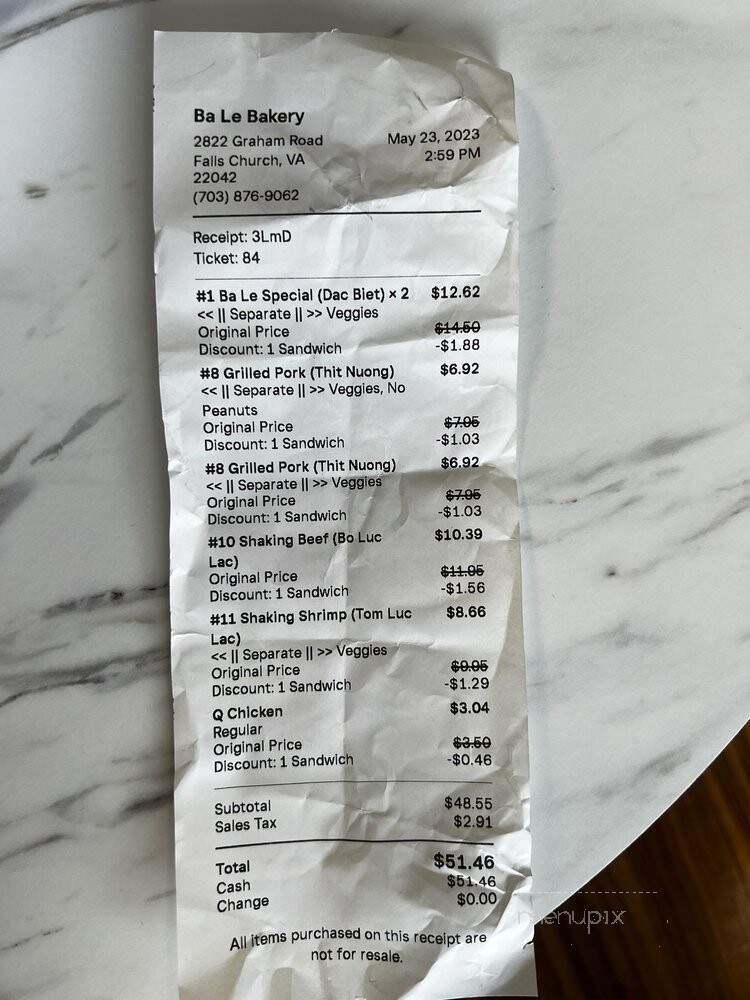 Ba Le Bakery
2822 Graham Road
May 23, 2023
Falls Church, VA
2:59 PM
22042
(703) 876-9062
Receipt: 3LmD
Ticket: 84
#1 Ba Le Special (Dac Biet) × 2 $12.62
<< || Separate || >> Veggies
Original Price $14.50
Discount: 1 Sandwich -$1.88
#8 Grilled Pork (Thit Nuong) $6.92
<< || Separate || >> Veggies, No
Peanuts
Original Price $7.95
Discount: 1 Sandwich -$1.03
#8 Grilled Pork (Thit Nuong) $6.92
<< || Separate || >> Veggies
Original Price $7.95
Discount: 1 Sandwich -$1.03
#10 Shaking Beef (Bo Luc $10.39
Lac)
Original Price $11.95
Discount: 1 Sandwich -$1.56
#11 Shaking Shrimp (Tom Luc $8.66
Lac)
<< || Separate || >> Veggies
Original Price $9.95
Discount: 1 Sandwich -$1.29
Q Chicken $3.04
Regular
Original Price $3.50
Discount: 1 Sandwich -$0.46
Subtotal $48.55
Sales Tax $2.91
Total $51.46
Cash $51.46
Change $0.00
All items purchased on this receipt are
not for resale.
menupix